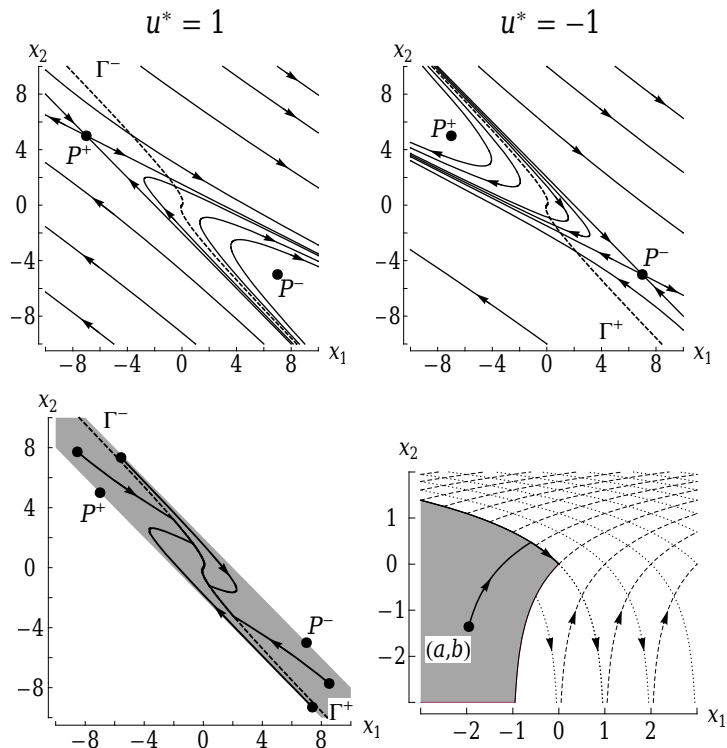 u* = 1
u* = −1
x₂
Γ⁻
8
4
0
−4
−8
P⁺
P⁻
−8 −4 0 4 8
x₁
x₂
8
4
0
−4
−8
P⁺
P⁻
Γ⁺
−8 −4 0 4 8
x₁
x₂
Γ⁻
8
4
0
−4
−8
P⁺
P⁻
Γ⁺
−8 −4 0 4 8
x₁
x₂
1
0
−1
−2
(a,b)
−2 −1 0 1 2
x₁